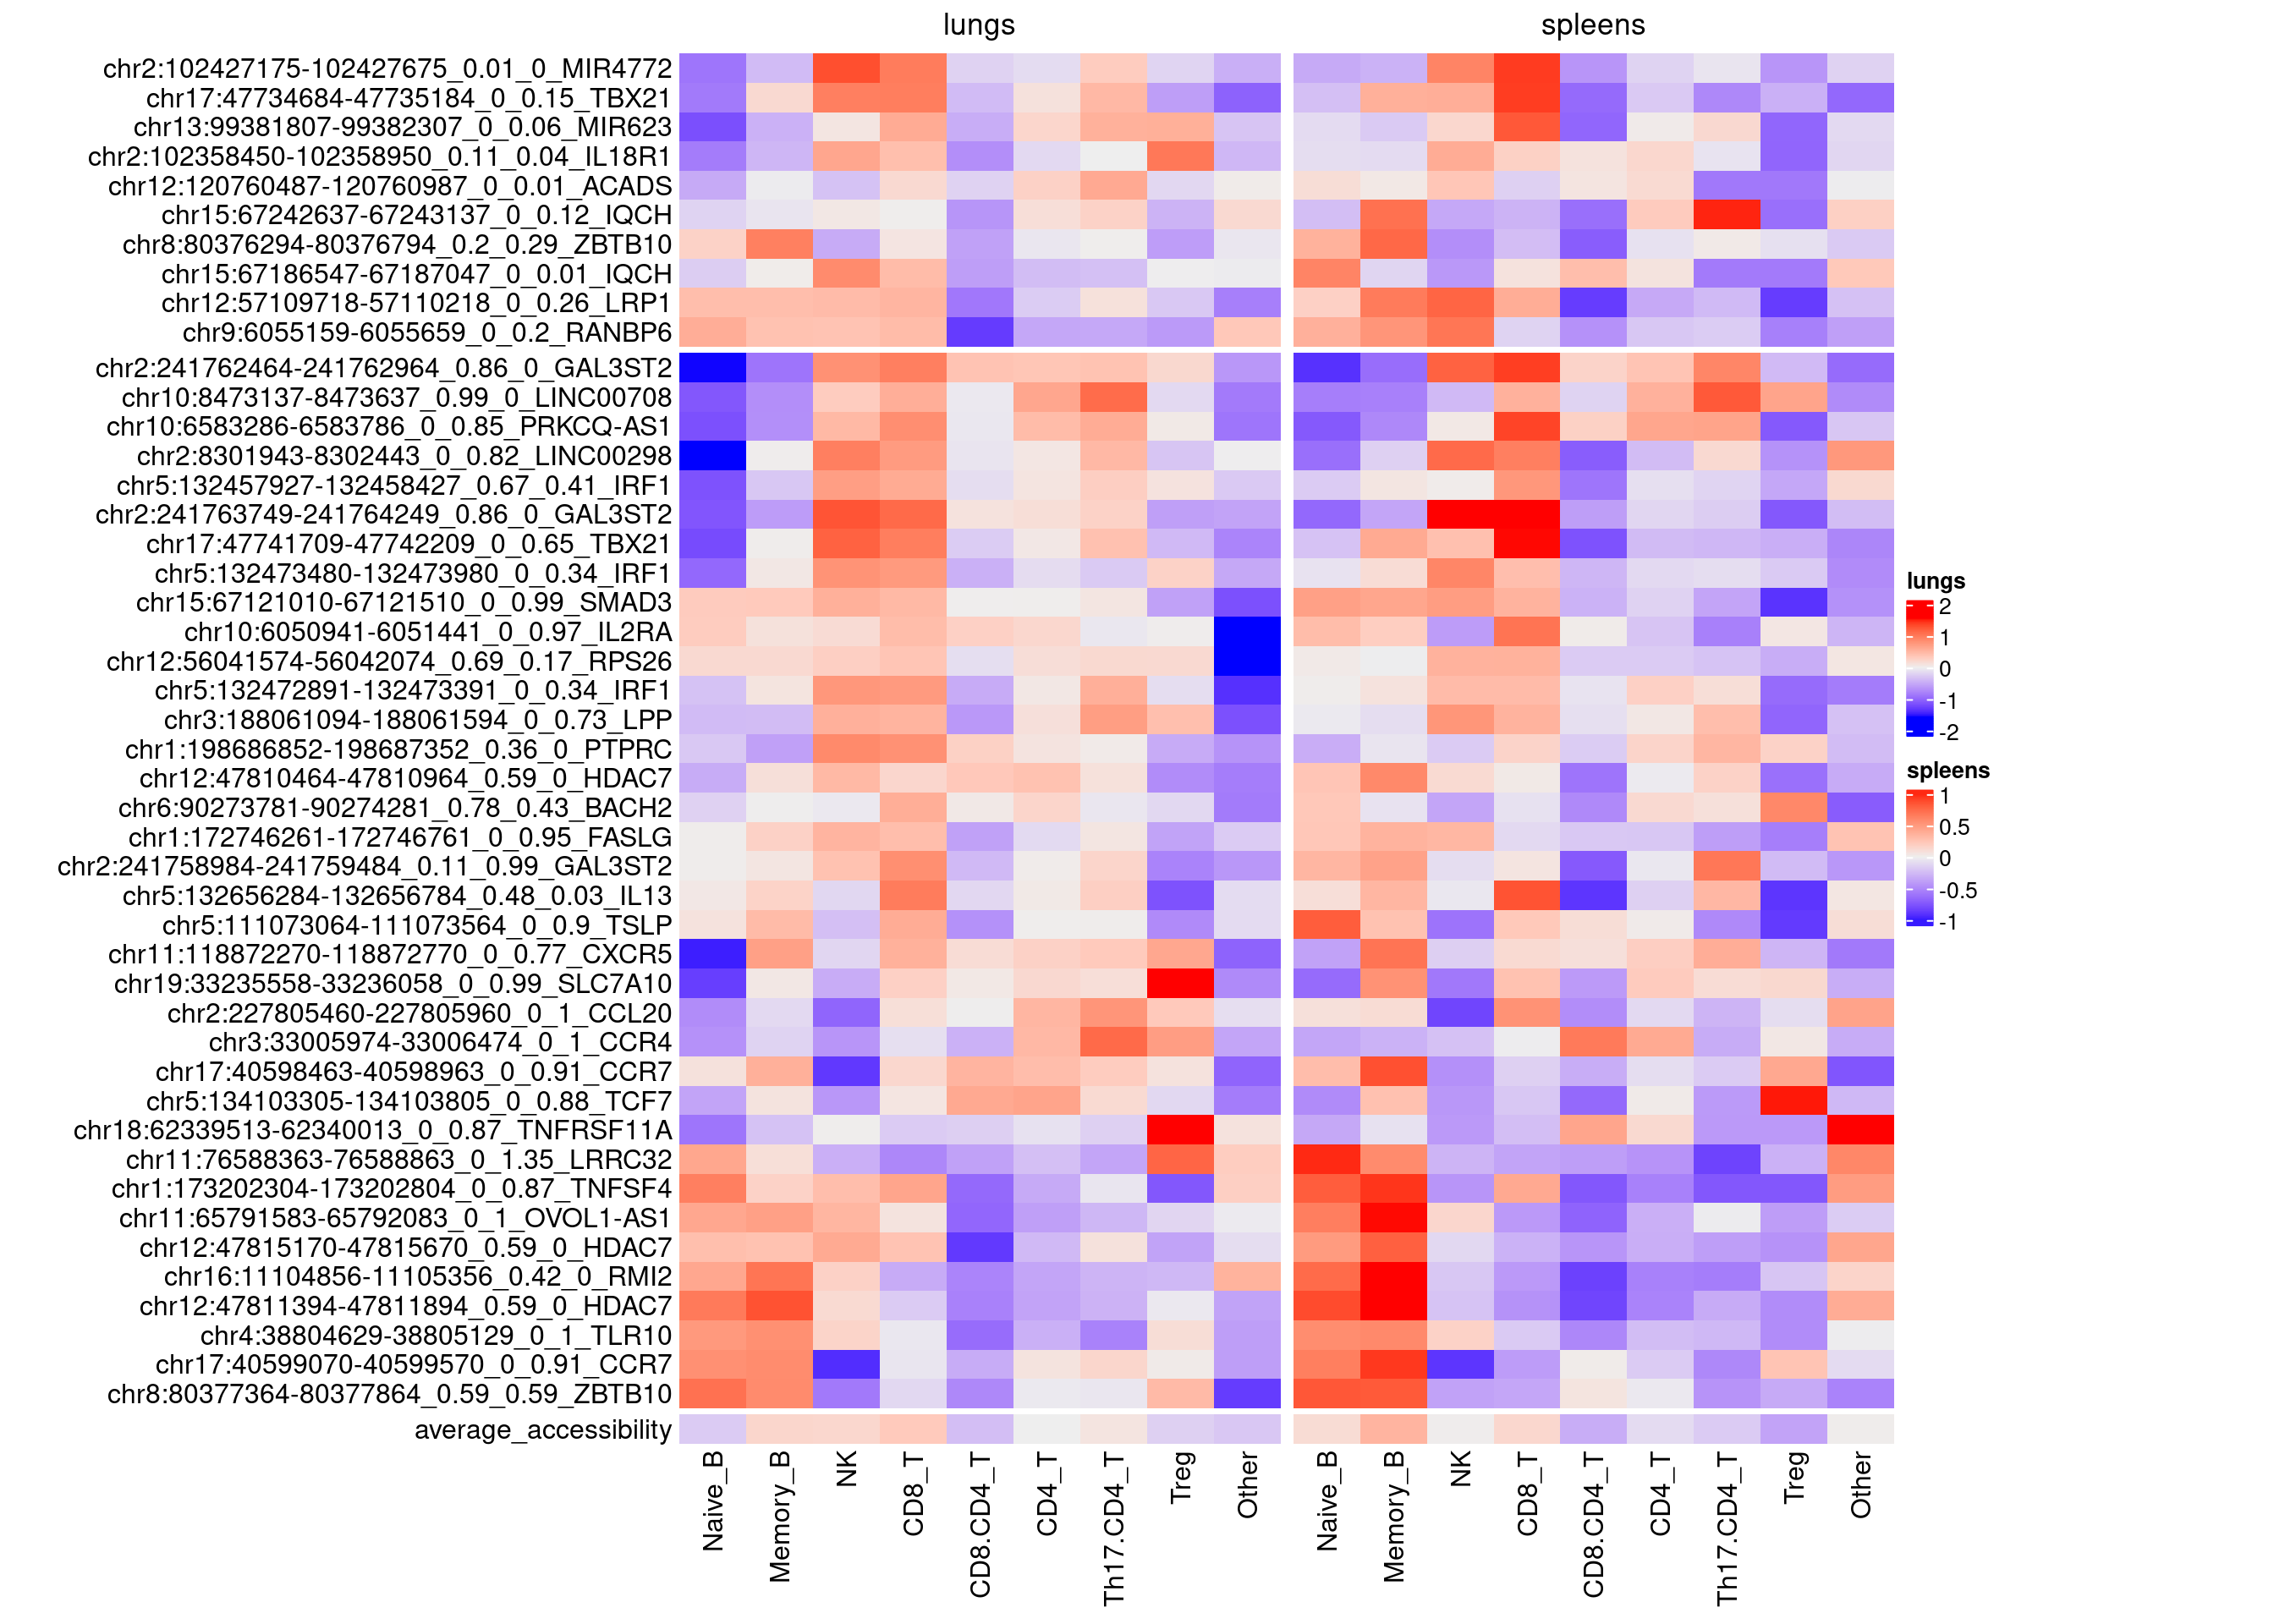 lungs
spleens
chr2:102427175-102427675_0.01_0_MIR4772
chr17:47734684-47735184_0_0.15_TBX21
chr13:99381807-99382307_0_0.06_MIR623
chr2:102358450-102358950_0.11_0.04_IL18R1
chr12:120760487-120760987_0_0.01_ACADS
chr15:67242637-67243137_0_0.12_IQCH
chr8:80376294-80376794_0.2_0.29_ZBTB10
chr15:67186547-67187047_0_0.01_IQCH
chr12:57109718-57110218_0_0.26_LRP1
chr9:6055159-6055659_0_0.2_RANBP6
chr2:241762464-241762964_0.86_0_GAL3ST2
chr10:8473137-8473637_0.99_0_LINC00708
chr10:6583286-6583786_0_0.85_PRKCQ-AS1
chr2:8301943-8302443_0_0.82_LINC00298
chr5:132457927-132458427_0.67_0.41_IRF1
chr2:241763749-241764249_0.86_0_GAL3ST2
chr17:47741709-47742209_0_0.65_TBX21
chr5:132473480-132473980_0_0.34_IRF1
chr15:67121010-67121510_0_0.99_SMAD3
chr10:6050941-6051441_0_0.97_IL2RA
chr12:56041574-56042074_0.69_0.17_RPS26
chr5:132472891-132473391_0_0.34_IRF1
chr3:188061094-188061594_0_0.73_LPP
chr1:198686852-198687352_0.36_0_PTPRC
chr12:47810464-47810964_0.59_0_HDAC7
chr6:90273781-90274281_0.78_0.43_BACH2
chr1:172746261-172746761_0_0.95_FASLG
chr2:241758984-241759484_0.11_0.99_GAL3ST2
chr5:132656284-132656784_0.48_0.03_IL13
chr5:111073064-111073564_0_0.9_TSLP
chr11:118872270-118872770_0_0.77_CXCR5
chr19:33235558-33236058_0_0.99_SLC7A10
chr2:227805460-227805960_0_1_CCL20
chr3:33005974-33006474_0_1_CCR4
chr17:40598463-40598963_0_0.91_CCR7
chr5:134103305-134103805_0_0.88_TCF7
chr18:62339513-62340013_0_0.87_TNFRSF11A
chr11:76588363-76588863_0_1.35_LRRC32
chr1:173202304-173202804_0_0.87_TNFSF4
chr11:65791583-65792083_0_1_OVOL1-AS1
chr12:47815170-47815670_0.59_0_HDAC7
chr16:11104856-11105356_0.42_0_RMI2
chr12:47811394-47811894_0.59_0_HDAC7
chr4:38804629-38805129_0_1_TLR10
chr17:40599070-40599570_0_0.91_CCR7
chr8:80377364-80377864_0.59_0.59_ZBTB10
average_accessibility
Naive_B
Memory_B
NK
CD8_T
CD8.CD4_T
CD4_T
Th17.CD4_T
Treg
Other
Naive_B
Memory_B
NK
CD8_T
CD8.CD4_T
CD4_T
Th17.CD4_T
Treg
Other
lungs
2
1
0
-1
-2
spleens
1
0.5
0
-0.5
-1